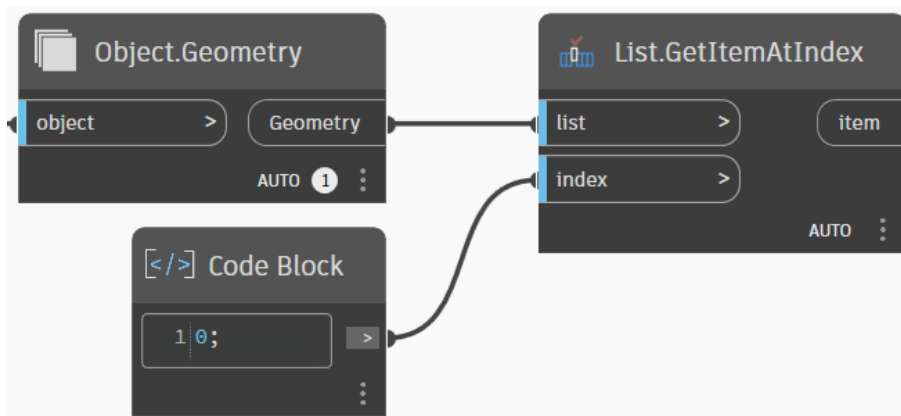 Object.Geometry
object >
Geometry
AUTO 1
List.GetItemAtIndex
list >
item
index >
AUTO
</> Code Block
1 0;
>